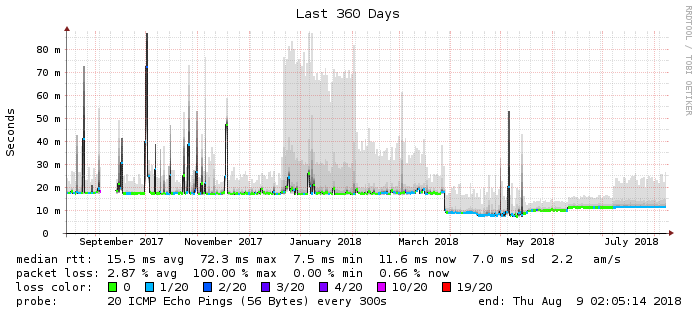 Last 360 Days
RRDTOOL / TOBI OETIKER
Seconds
80 m
70 m
60 m
50 m
40 m
30 m
20 m
10 m
0
September 2017 November 2017 January 2018 March 2018 May 2018 July 2018
median rtt: 15.5 ms avg 72.3 ms max 7.5 ms min 11.6 ms now 7.0 ms sd 2.2 am/s
packet loss: 2.87 % avg 100.00 % max 0.00 % min 0.66 % now
loss color: 0 1/20 2/20 3/20 4/20 10/20 19/20
probe: 20 ICMP Echo Pings (56 Bytes) every 300s end: Thu Aug 9 02:05:14 2018